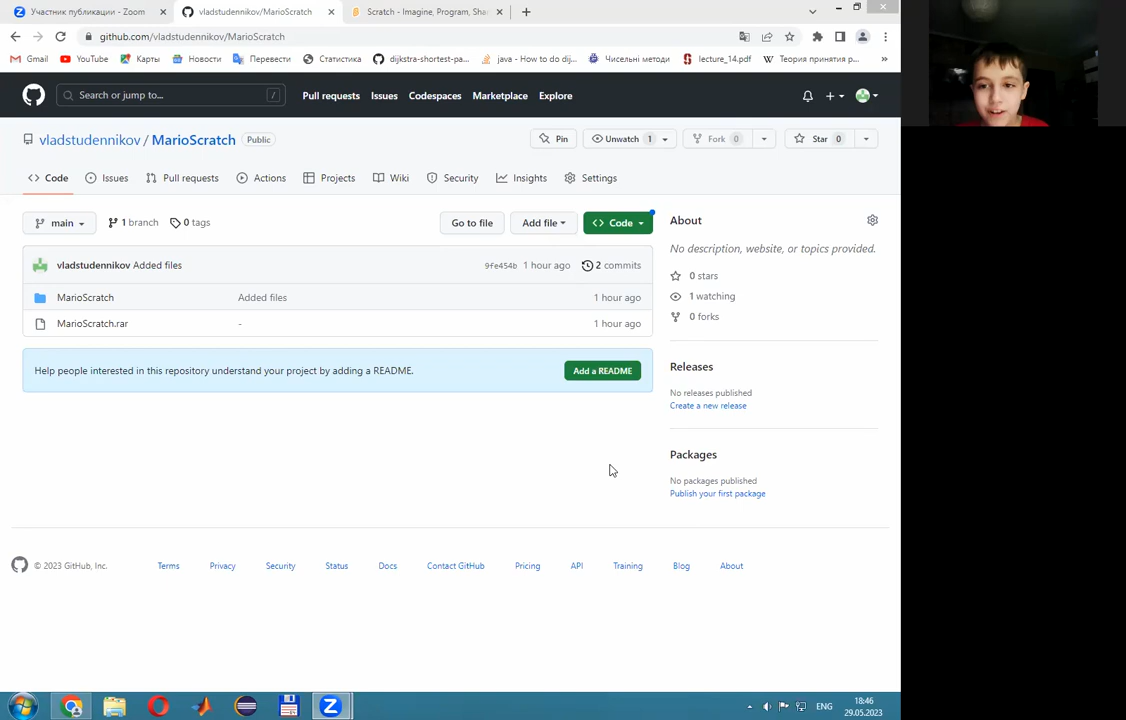 Участник публикации - Zoom
vladstudennikov/MarioScratch
Scratch - Imagine, Program, Sha
github.com/vladstudennikov/MarioScratch
Gmail YouTube Карты Новости Перевести Статистика dijkstra-shortest-pa... java - How to do dij... Чисельні методи lecture_14.pdf Теория принятия р... »
Search or jump to... /
Pull requests Issues Codespaces Marketplace Explore
vladstudennikov / MarioScratch Public
Pin Unwatch 1 Fork 0 Star 0
Code Issues Pull requests Actions Projects Wiki Security Insights Settings
main 1 branch 0 tags Go to file Add file Code
About
No description, website, or topics provided.
vladstudennikov Added files 9fe454b 1 hour ago 2 commits
0 stars
MarioScratch Added files 1 hour ago
1 watching
0 forks
MarioScratch.rar - 1 hour ago
Help people interested in this repository understand your project by adding a README. Add a README
Releases
No releases published
Create a new release
Packages
No packages published
Publish your first package
© 2023 GitHub, Inc. Terms Privacy Security Status Docs Contact GitHub Pricing API Training Blog About
ENG
18:46
29.05.2023